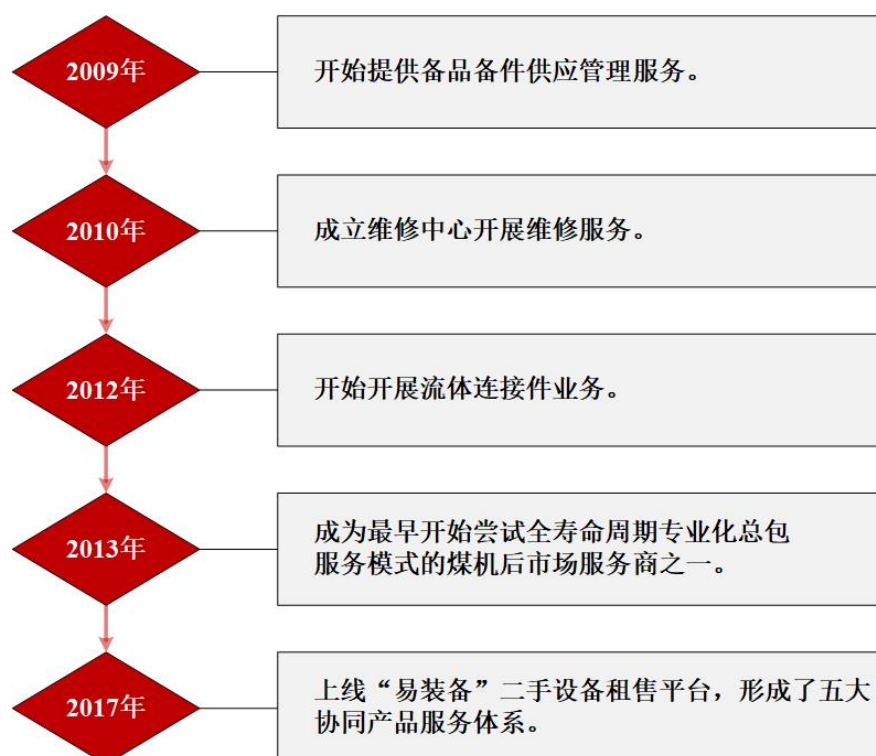 2009年
开始提供备品备件供应管理服务。
2010年
成立维修中心开展维修服务。
2012年
开始开展流体连接件业务。
2013年
成为最早开始尝试全寿命周期专业化总包
服务模式的煤机后市场服务商之一。
2017年
上线“易装备”二手设备租售平台，形成了五大
协同产品服务体系。